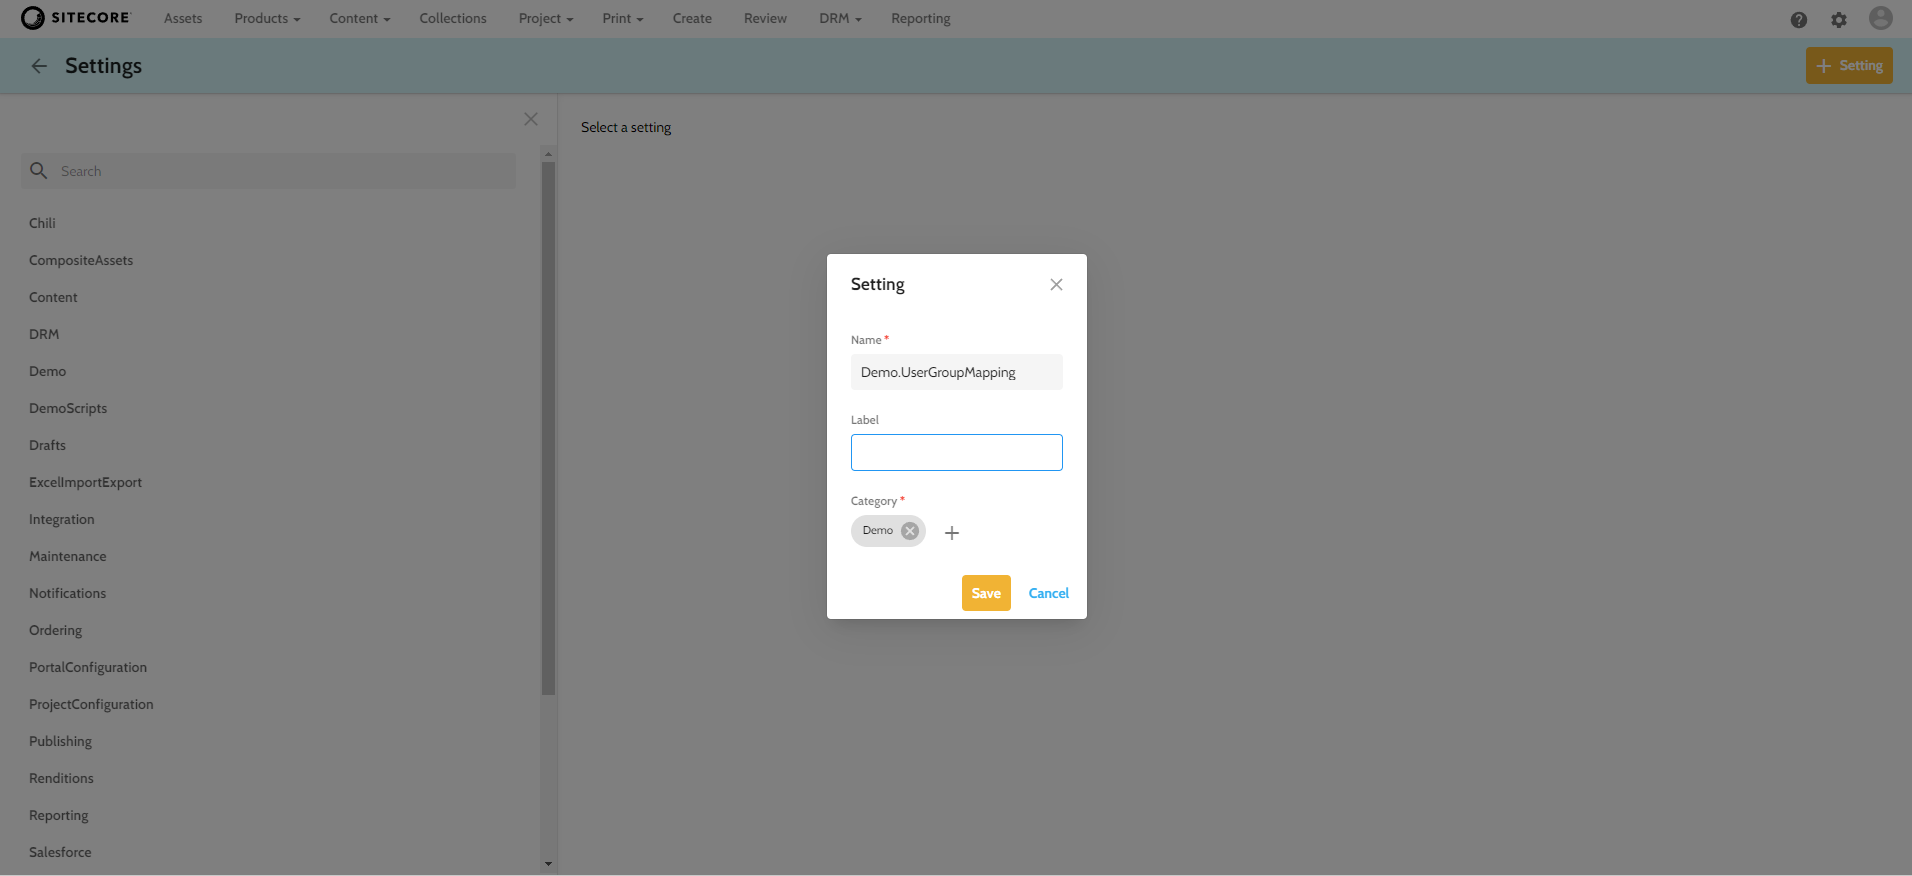 SITECORE Assets Products Content Collections Project Print Create Review DRM Reporting
Settings
Setting
Select a setting
Search
Chili
CompositeAssets
Content
DRM
Demo
DemoScripts
Drafts
ExcelImportExport
Integration
Maintenance
Notifications
Ordering
PortalConfiguration
ProjectConfiguration
Publishing
Renditions
Reporting
Salesforce
Setting
Name *
Demo.UserGroupMapping
Label
Category *
Demo
Save Cancel